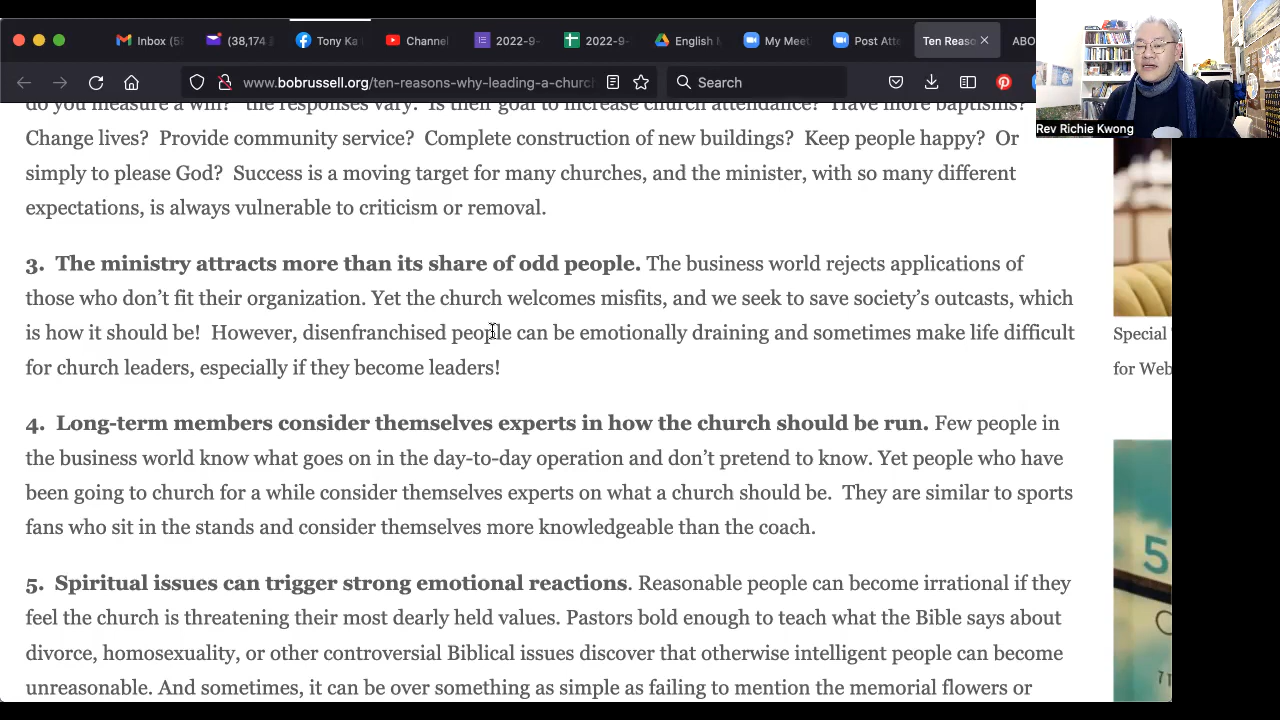 Inbox (5
(38,174
Tony Ka
Channel
2022-9-
2022-9-
English M
My Meet
Post Atte
Ten Reaso
ABO
www.bobrussell.org/ten-reasons-why-leading-a-churc
Search
Rev Richie Kwong
do you measure a win?" the responses vary. Is their goal to increase church attendance? Have more baptisms?
Change lives? Provide community service? Complete construction of new buildings? Keep people happy? Or
simply to please God? Success is a moving target for many churches, and the minister, with so many different
expectations, is always vulnerable to criticism or removal.
3. The ministry attracts more than its share of odd people. The business world rejects applications of
those who don't fit their organization. Yet the church welcomes misfits, and we seek to save society's outcasts, which
is how it should be! However, disenfranchised people can be emotionally draining and sometimes make life difficult
for church leaders, especially if they become leaders!
Special
for Web
4. Long-term members consider themselves experts in how the church should be run. Few people in
the business world know what goes on in the day-to-day operation and don't pretend to know. Yet people who have
been going to church for a while consider themselves experts on what a church should be. They are similar to sports
fans who sit in the stands and consider themselves more knowledgeable than the coach.
5
5. Spiritual issues can trigger strong emotional reactions. Reasonable people can become irrational if they
feel the church is threatening their most dearly held values. Pastors bold enough to teach what the Bible says about
divorce, homosexuality, or other controversial Biblical issues discover that otherwise intelligent people can become
unreasonable. And sometimes, it can be over something as simple as failing to mention the memorial flowers or